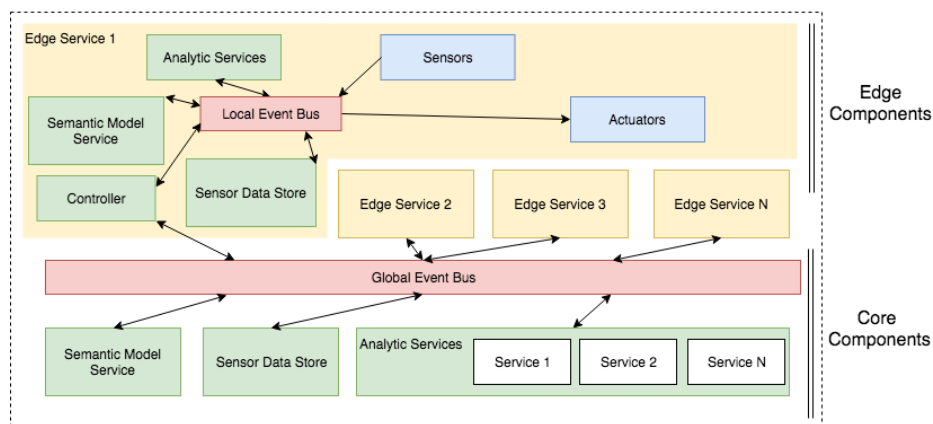 Edge Service 1
Analytic Services
Sensors
Local Event Bus
Actuators
Semantic Model
Service
Controller
Sensor Data Store
Edge Service 2
Edge Service 3
Edge Service N
Edge
Components
Global Event Bus
Semantic Model
Service
Sensor Data Store
Analytic Services
Service 1
Service 2
Service N
Core
Components